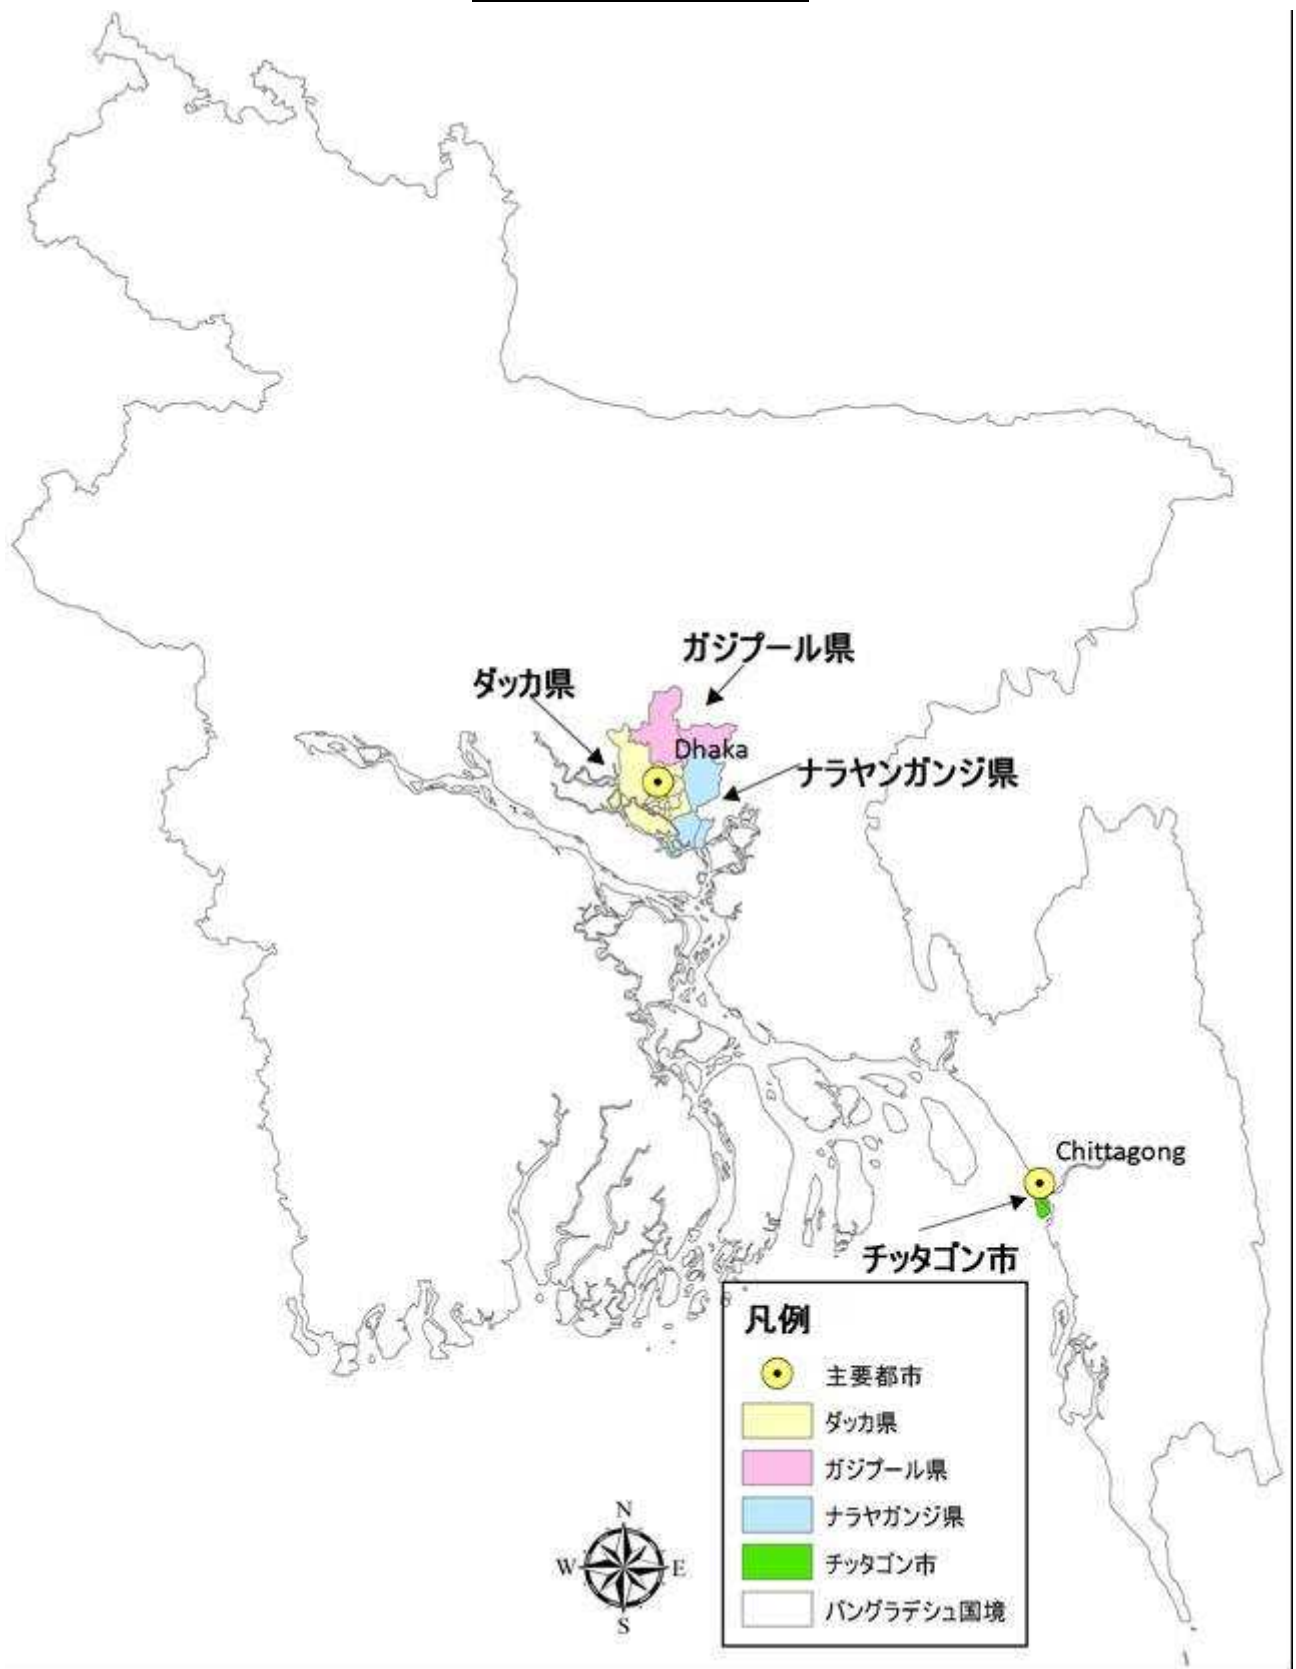 ガジプール県
ダッカ県
Dhaka
ナラヤンガンジ県
Chittagong
チッタゴン市
凡例
主要都市
ダッカ県
ガジプール県
ナラヤガンジ県
チッタゴン市
バングラデシュ国境
N
W
E
S